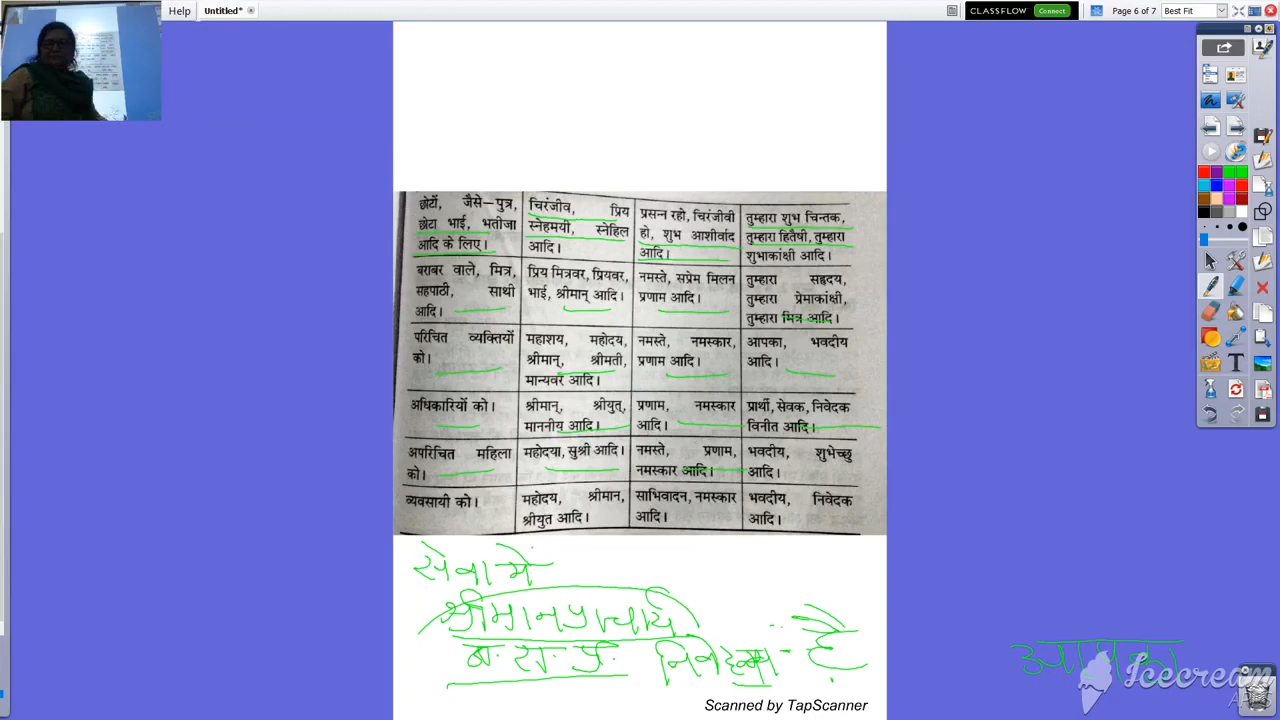 Help Untitled* CLASSFLOW Connect Page 6 of 7 Best Fit
छोटों, जैसे–पुत्र, छोटा भाई, भतीजा आदि के लिए। चिरंजीव, प्रिय स्नेहमयी, स्नेहिल आदि। प्रसन्न रहो, चिरंजीवी हो, शुभ आशीर्वाद आदि। तुम्हारा शुभ चिन्तक, तुम्हारा हितैषी, तुम्हारा शुभाकांक्षी आदि।
बराबर वाले, मित्र, सहपाठी, साथी आदि। प्रिय मित्रवर, प्रियवर, भाई, श्रीमान् आदि। नमस्ते, सप्रेम मिलन प्रणाम आदि। तुम्हारा सहृदय, तुम्हारा प्रेमाकांक्षी, तुम्हारा मित्र आदि।
परिचित व्यक्तियों को। महाशय, महोदय, श्रीमान्, श्रीमती, मान्यवर आदि। नमस्ते, नमस्कार, प्रणाम आदि। आपका, भवदीय आदि।
अधिकारियों को। श्रीमान्, श्रीयुत्, माननीय आदि। प्रणाम, नमस्कार आदि। प्रार्थी, सेवक, निवेदक विनीत आदि।
अपरिचित महिला को। महोदया, सुश्री आदि। नमस्ते, प्रणाम, नमस्कार आदि। भवदीय, शुभेच्छु आदि।
व्यवसायी को। महोदय, श्रीमान, श्रीयुत आदि। साभिवादन, नमस्कार आदि। भवदीय, निवेदक आदि।
सेवा में
श्रीमान प्राचार्य
है
Scanned by TapScanner
Icecream
APPS